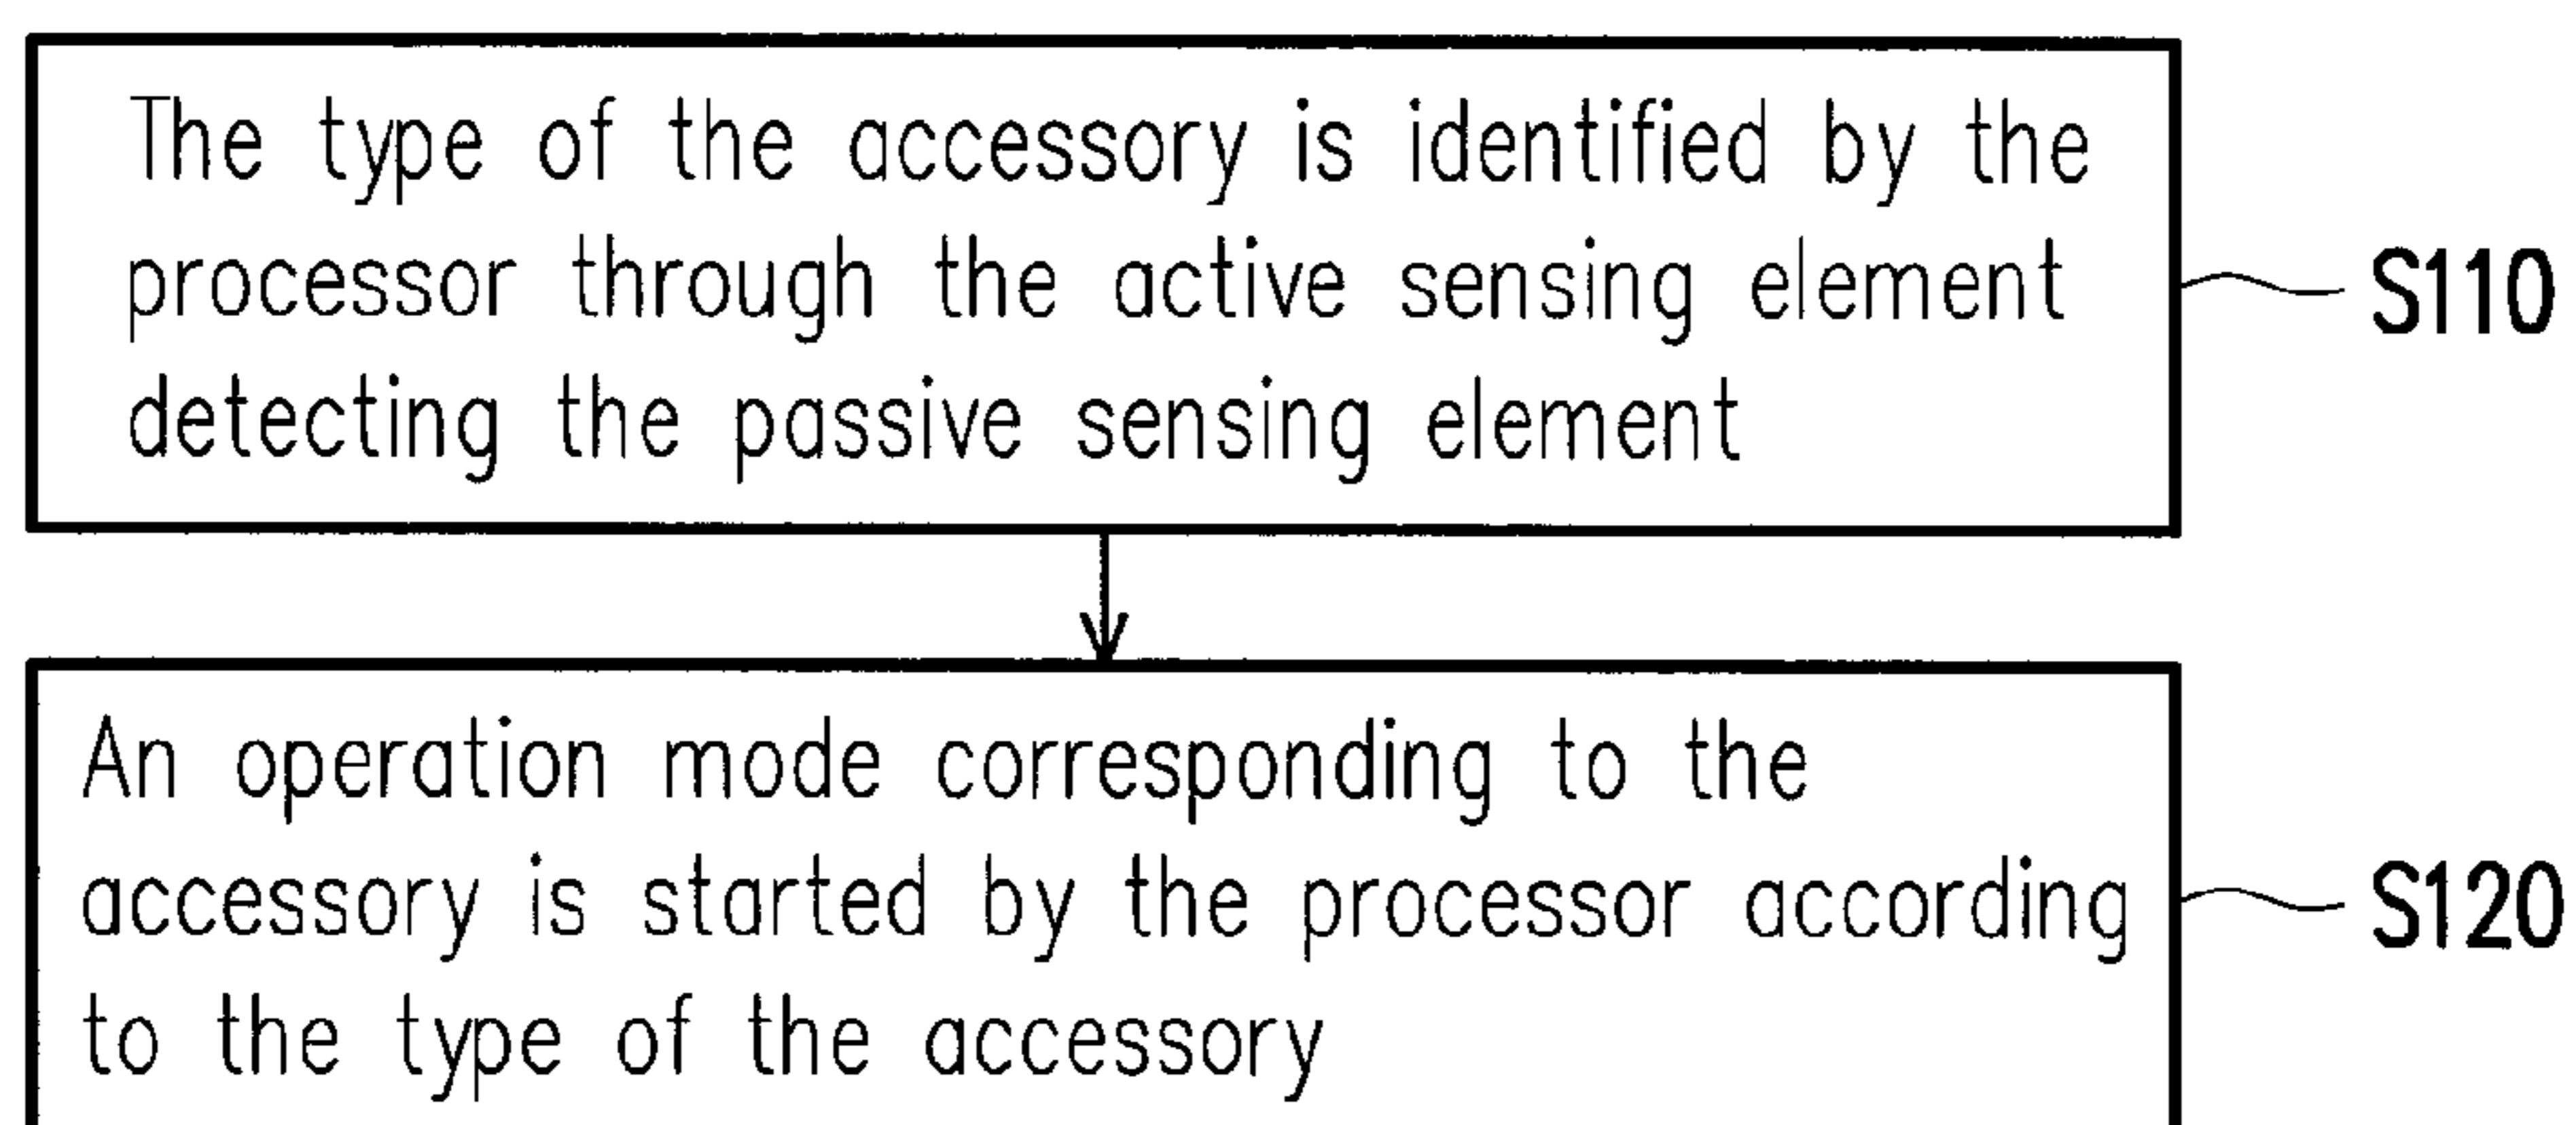 The type of the accessory is identified by the
processor through the active sensing element
detecting the passive sensing element
S110
An operation mode corresponding to the
accessory is started by the processor according
to the type of the accessory
S120